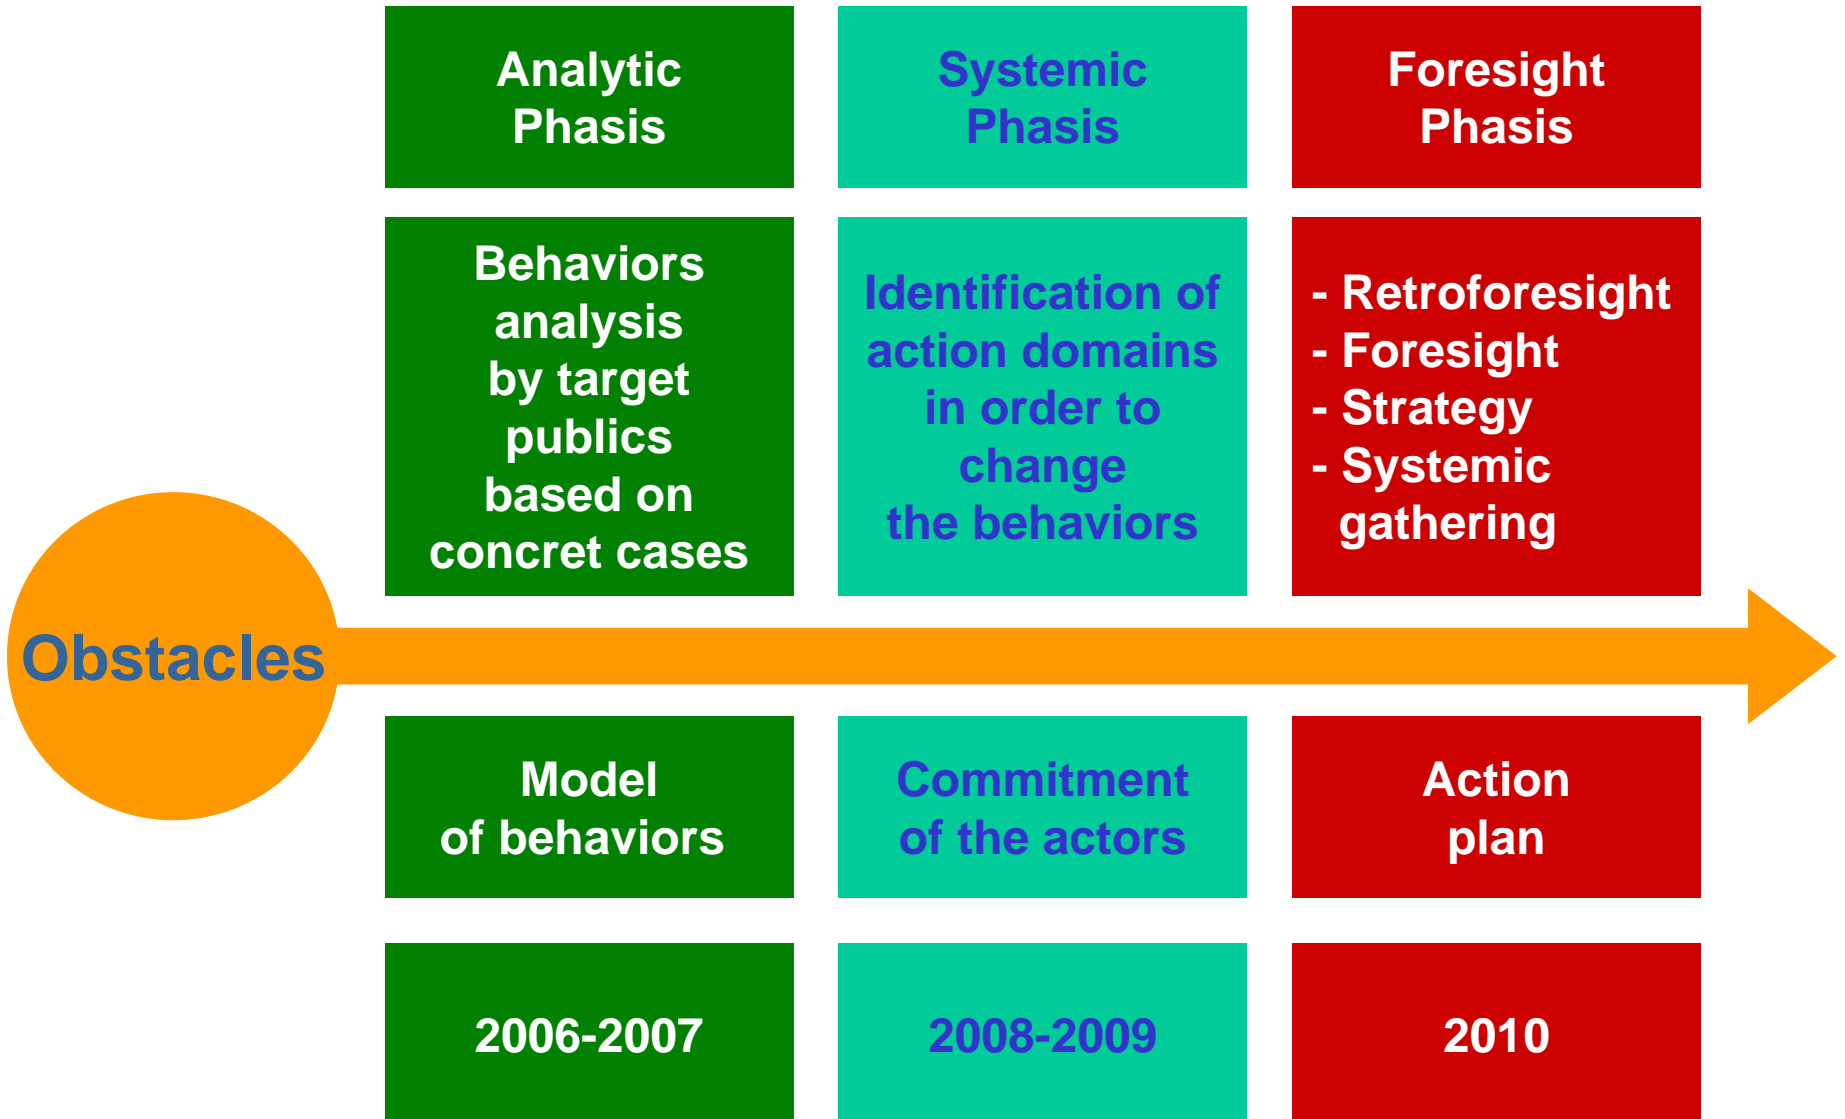 Analytic
Phasis
Systemic
Phasis
Foresight
Phasis
Behaviors
analysis
by target
publics
based on
concret cases
Identification of
action domains
in order to
change
the behaviors
- Retroforesight
- Foresight
- Strategy
- Systemic
gathering
Obstacles
Model
of behaviors
Commitment
of the actors
Action
plan
2006-2007
2008-2009
2010